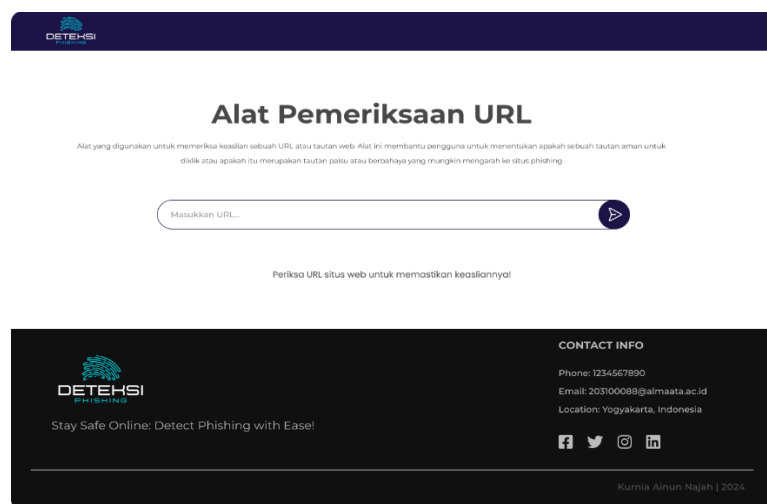 DETEKSI
PHISHING
Alat Pemeriksaan URL
Alat yang digunakan untuk memeriksa keaslian sebuah URL atau tautan web. Alat ini membantu pengguna untuk menentukan apakah sebuah tautan aman untuk
diklik atau apakah itu merupakan tautan palsu atau berbahaya yang mungkin mengarah ke situs phishing
Masukkan URL...
Periksa URL situs web untuk memastikan keasliannya!
DETEKSI
PHISHING
Stay Safe Online: Detect Phishing with Ease!
CONTACT INFO
Phone: 1234567890
Email: 203100088@almaata.ac.id
Location: Yogyakarta, Indonesia
Kurnia Ainun Najah | 2024